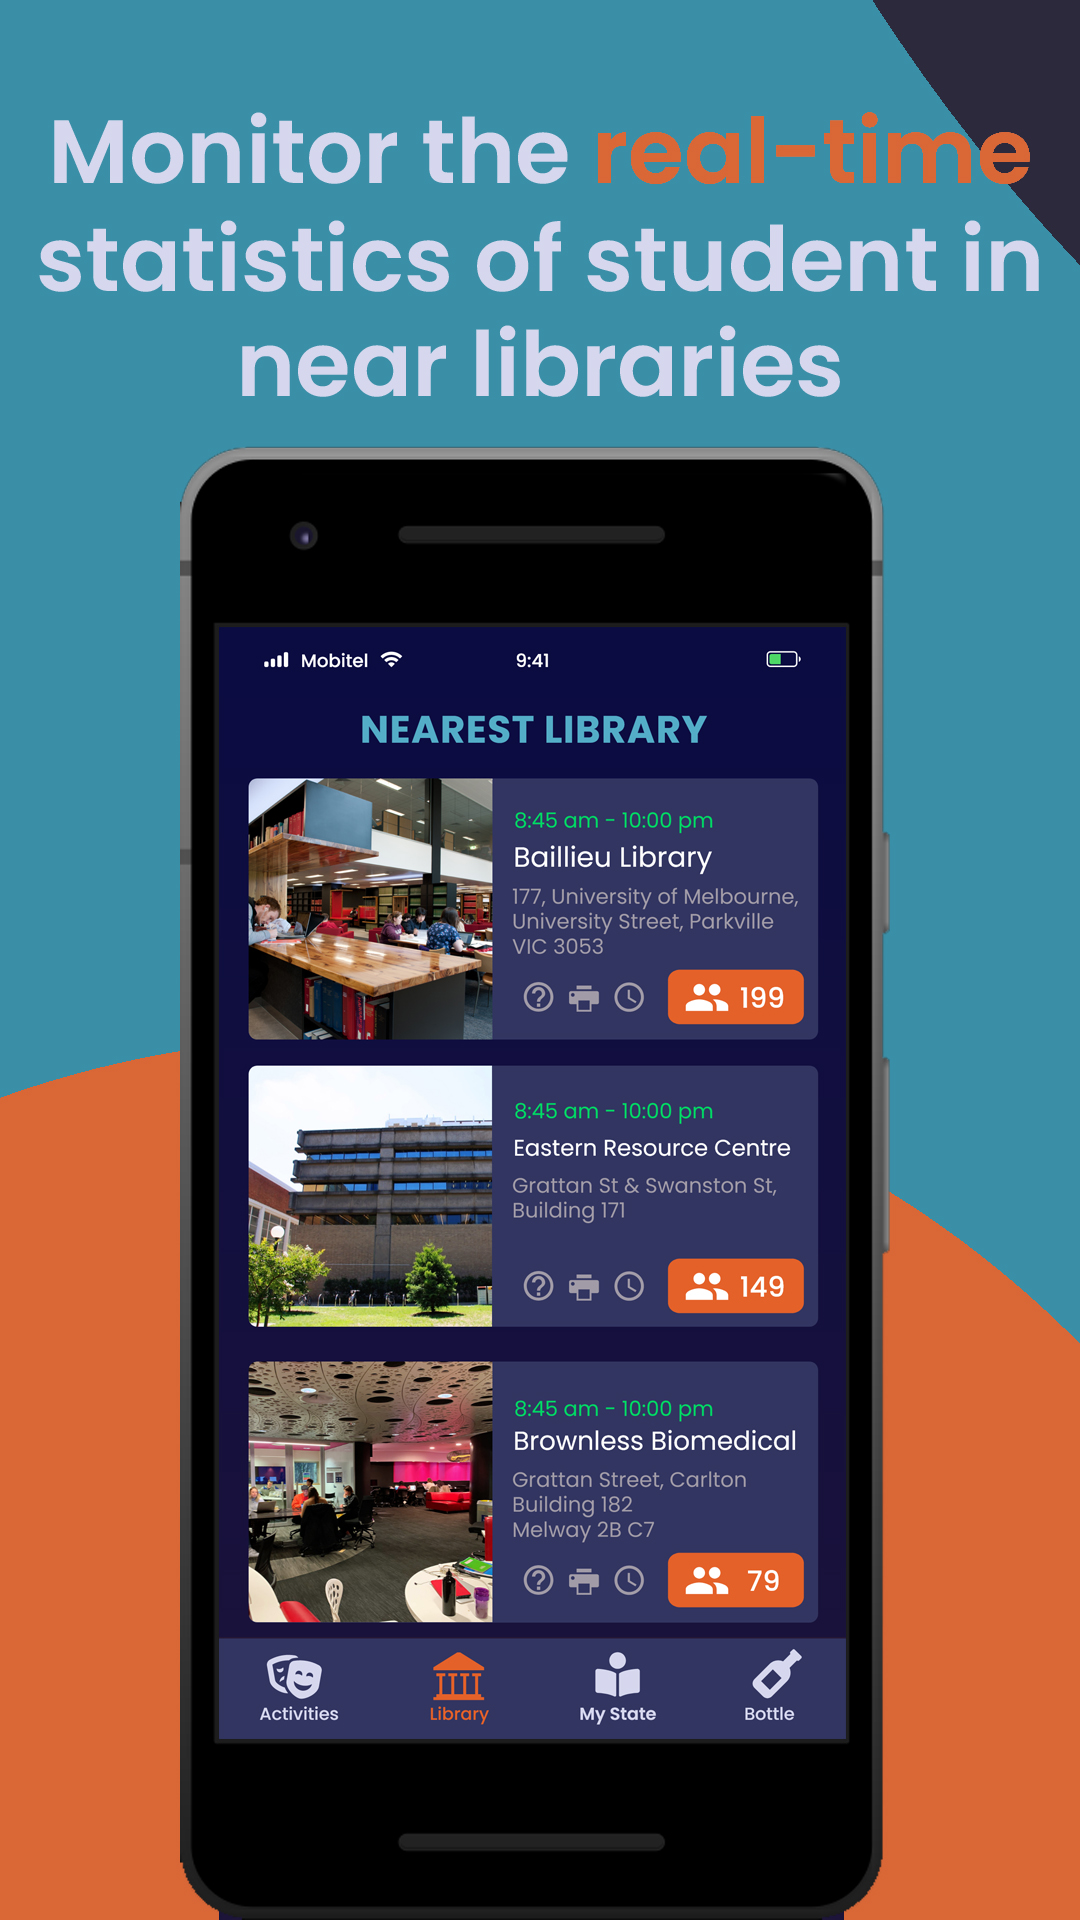 Monitor the real-time
statistics of student in
near libraries
Mobitel
9:41
NEAREST LIBRARY
8:45 am - 10:00 pm
Baillieu Library
177, University of Melbourne,
University Street, Parkville
VIC 3053
199
8:45 am - 10:00 pm
Eastern Resource Centre
Grattan St & Swanston St,
Building 171
149
8:45 am - 10:00 pm
Brownless Biomedical
Grattan Street, Carlton
Building 182
Melway 2B C7
79
Activities
Library
My State
Bottle